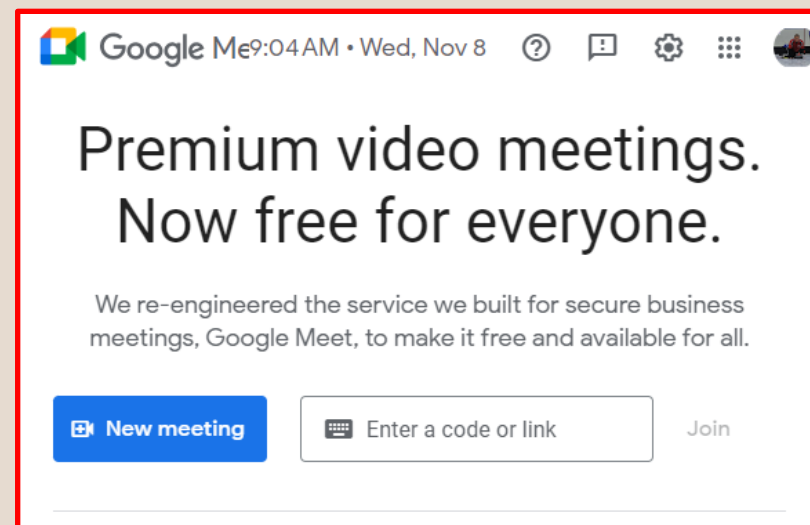 Google Me9:04 AM • Wed, Nov 8
Premium video meetings.
Now free for everyone.
We re-engineered the service we built for secure business
meetings, Google Meet, to make it free and available for all.
New meeting Enter a code or link Join